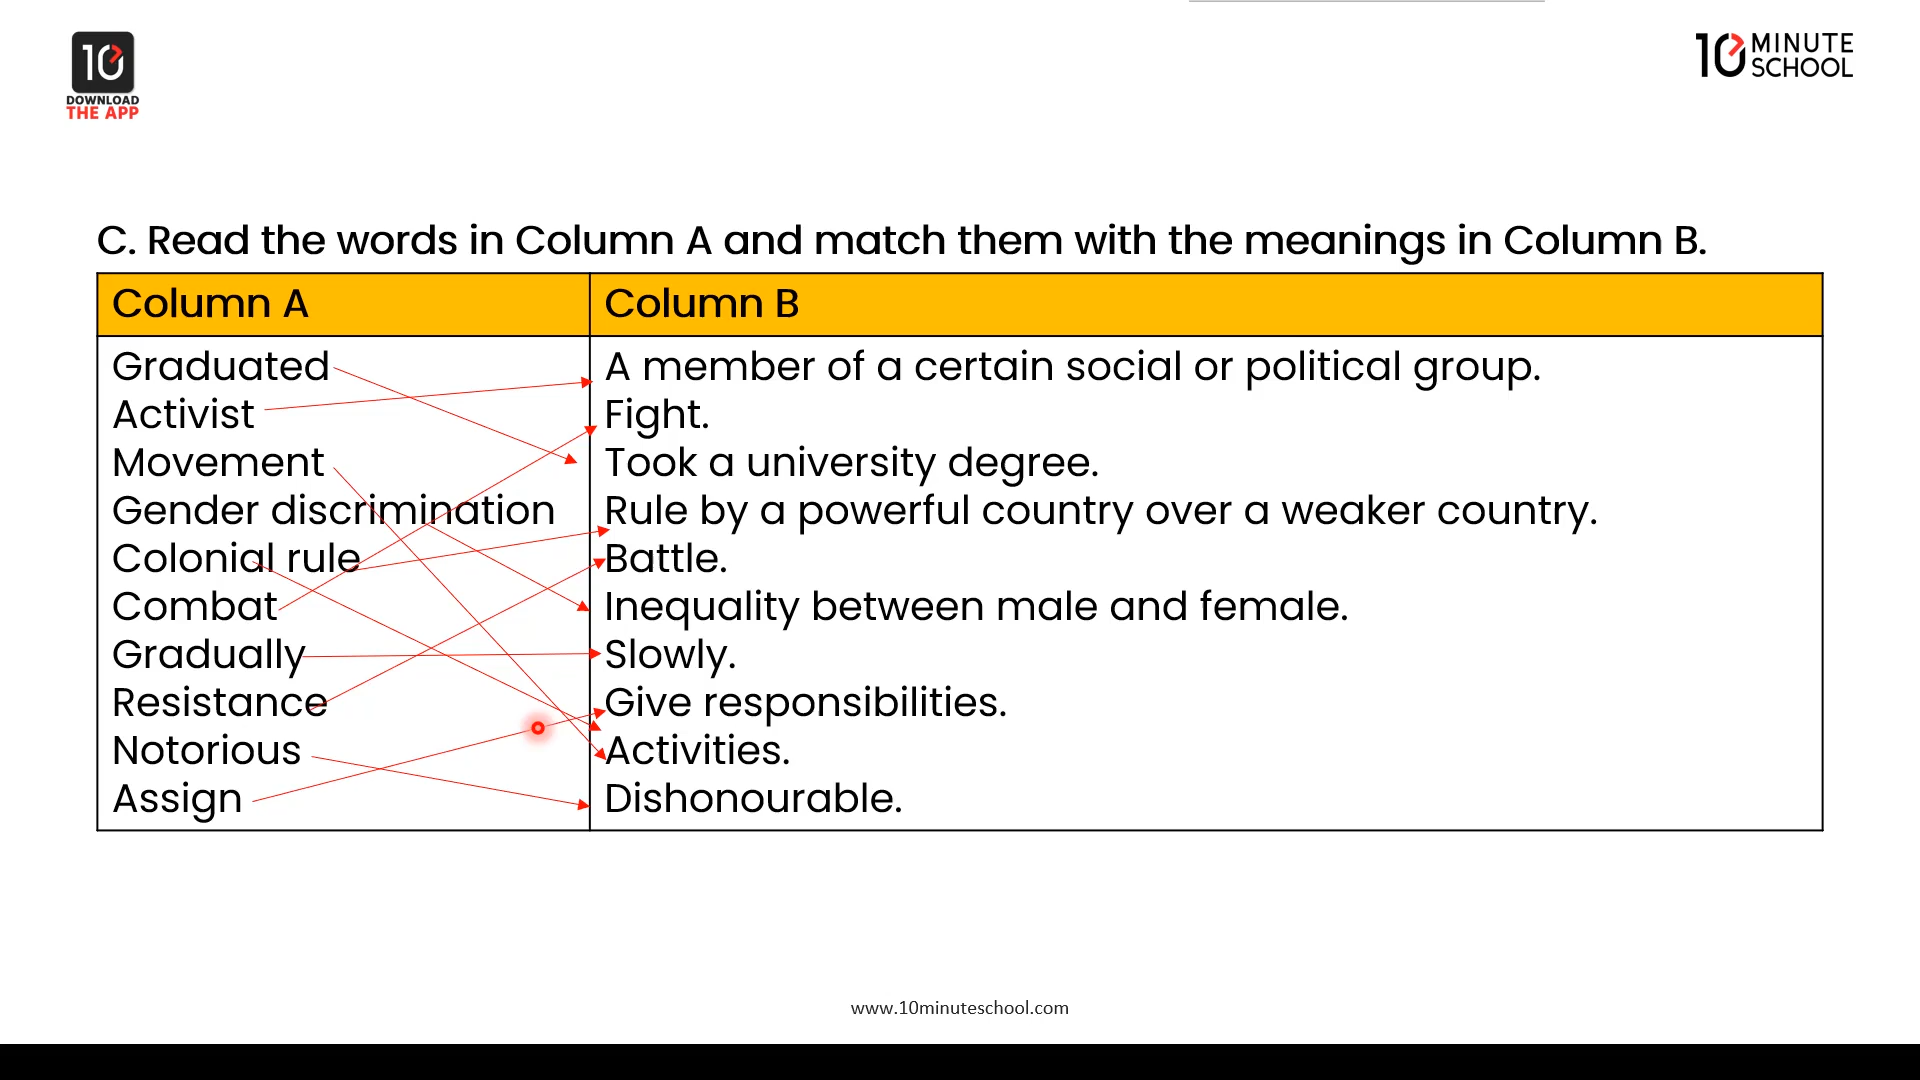 10
DOWNLOAD
THE APP
10 MINUTE
SCHOOL
C. Read the words in Column A and match them with the meanings in Column B.
Column A
Column B
Graduated
Activist
Movement
Gender discrimination
Colonial rule
Combat
Gradually
Resistance
Notorious
Assign
A member of a certain social or political group.
Fight.
Took a university degree.
Rule by a powerful country over a weaker country.
Battle.
Inequality between male and female.
Slowly.
Give responsibilities.
Activities.
Dishonourable.
www.10minuteschool.com